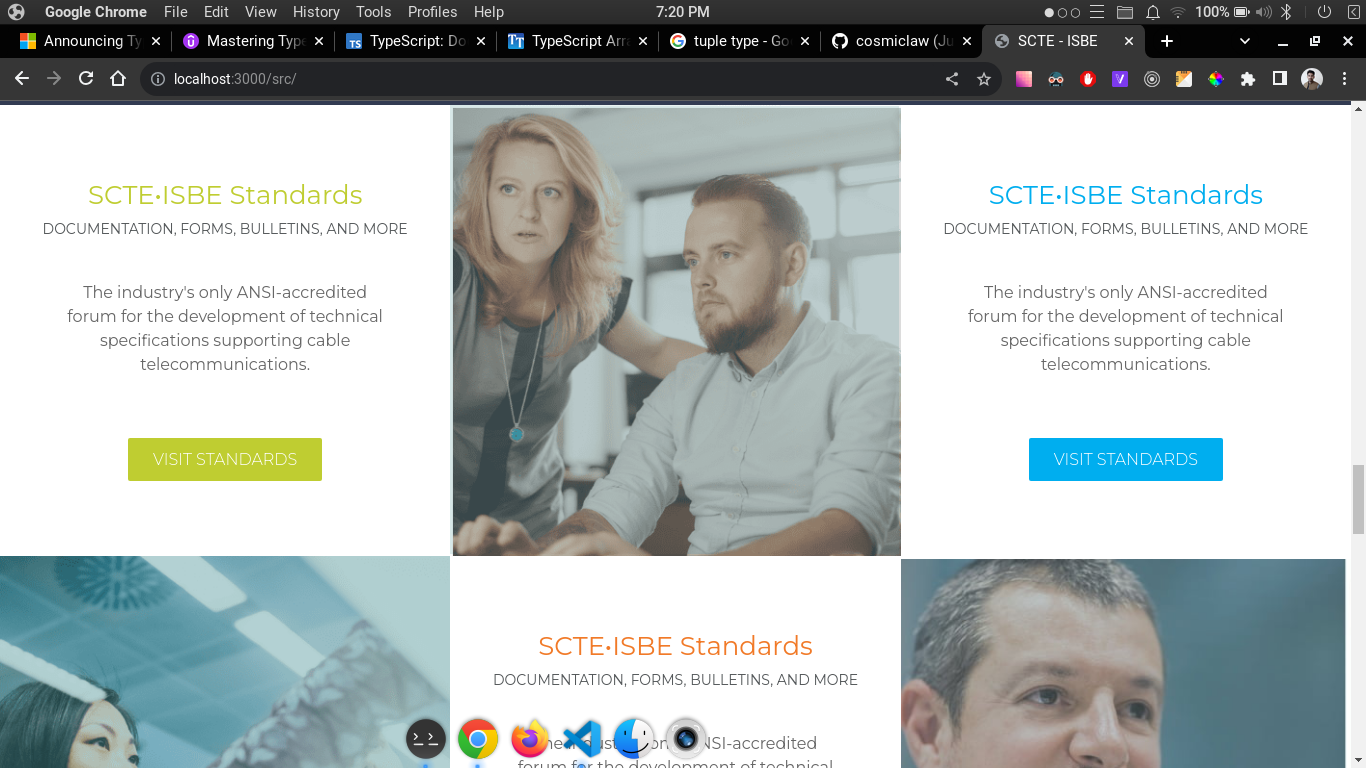 Google Chrome File Edit View History Tools Profiles Help 7:20 PM 100%
Announcing Ty Mastering Type TypeScript: Do TypeScript Arra tuple type - Go cosmiclaw (Ju SCTE - ISBE
localhost:3000/src/
SCTE•ISBE Standards
DOCUMENTATION, FORMS, BULLETINS, AND MORE
The industry's only ANSI-accredited
forum for the development of technical
specifications supporting cable
telecommunications.
VISIT STANDARDS
SCTE•ISBE Standards
DOCUMENTATION, FORMS, BULLETINS, AND MORE
The industry's only ANSI-accredited
forum for the development of technical
specifications supporting cable
telecommunications.
VISIT STANDARDS
SCTE•ISBE Standards
DOCUMENTATION, FORMS, BULLETINS, AND MORE
NSI-accredited
forum for the development of technical